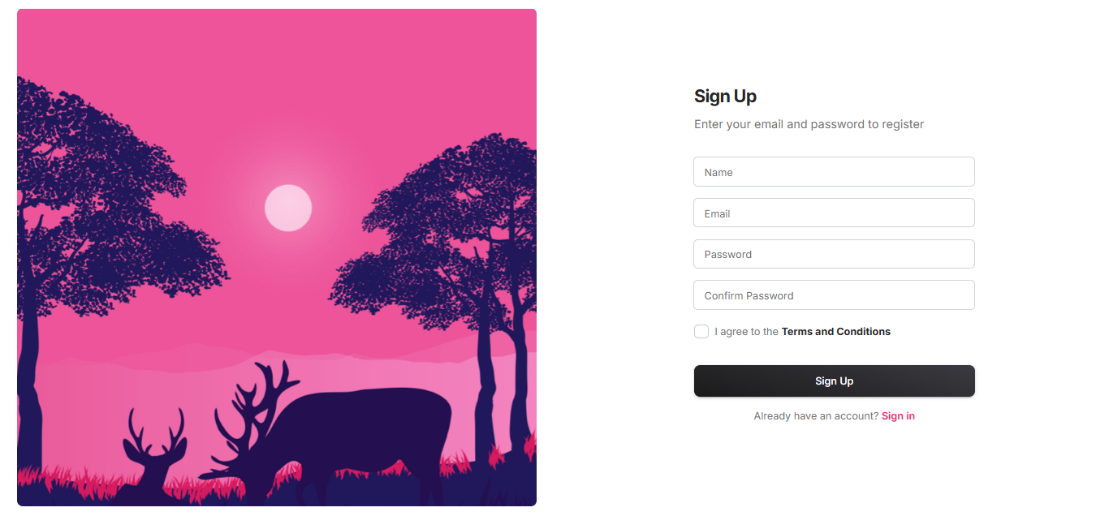 Sign Up
Enter your email and password to register
Name
Email
Password
Confirm Password
I agree to the Terms and Conditions
Sign Up
Already have an account? Sign in